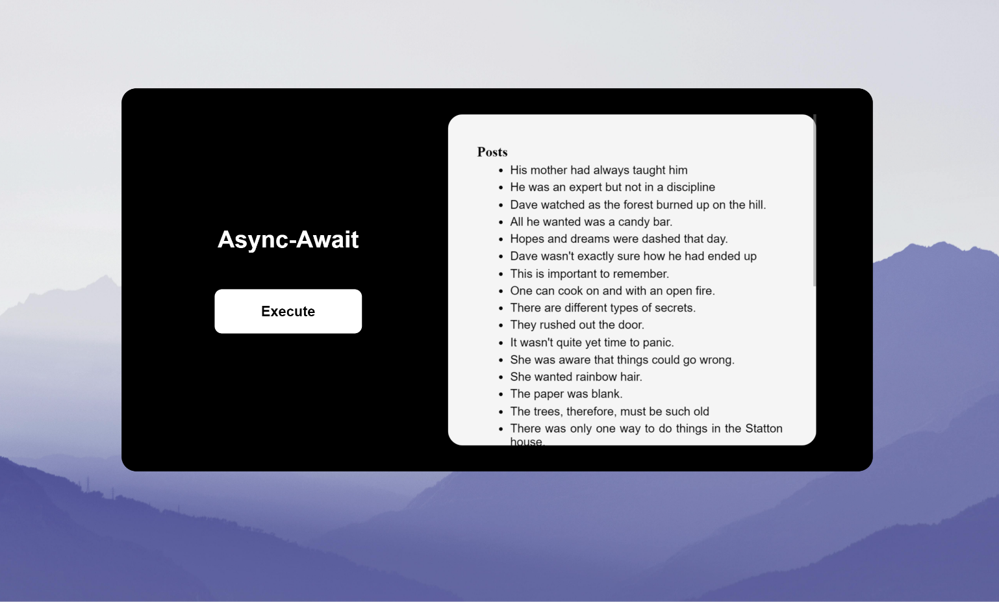 Async-Await
Execute
Posts
His mother had always taught him
He was an expert but not in a discipline
Dave watched as the forest burned up on the hill.
All he wanted was a candy bar.
Hopes and dreams were dashed that day.
Dave wasn't exactly sure how he had ended up
This is important to remember.
One can cook on and with an open fire.
There are different types of secrets.
They rushed out the door.
It wasn't quite yet time to panic.
She was aware that things could go wrong.
She wanted rainbow hair.
The paper was blank.
The trees, therefore, must be such old
There was only one way to do things in the Statton
house.